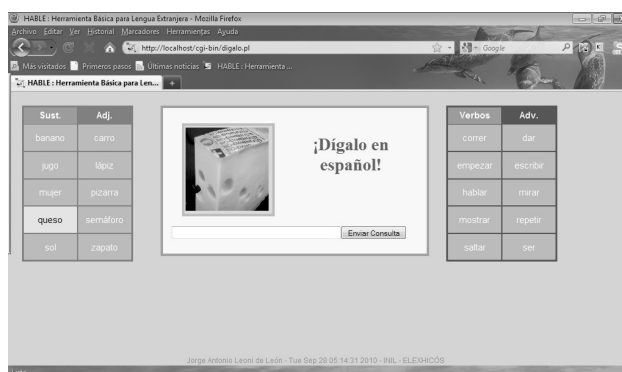 HABLE : Herramienta Básica para Lengua Extranjera - Mozilla Firefox
Archivo Editar Ver Historial Marcadores Herramientas Ayuda
http://localhost/cgi-bin/digalo.pl
Google
Más visitados Primeros pasos Últimas noticias HABLE : Herramienta ...
HABLE : Herramienta Básica para Len...
Sust. Adj.
banano carro
jugo lápiz
mujer pizarra
queso semáforo
sol zapato
¡Dígalo en
español!
Enviar Consulta
Verbos Adv.
correr dar
empezar escribir
hablar mirar
mostrar repetir
saltar ser
Jorge Antonio Leoni de León - Tue Sep 28 05:14:31 2010 - INIL - ELEXHICÓS